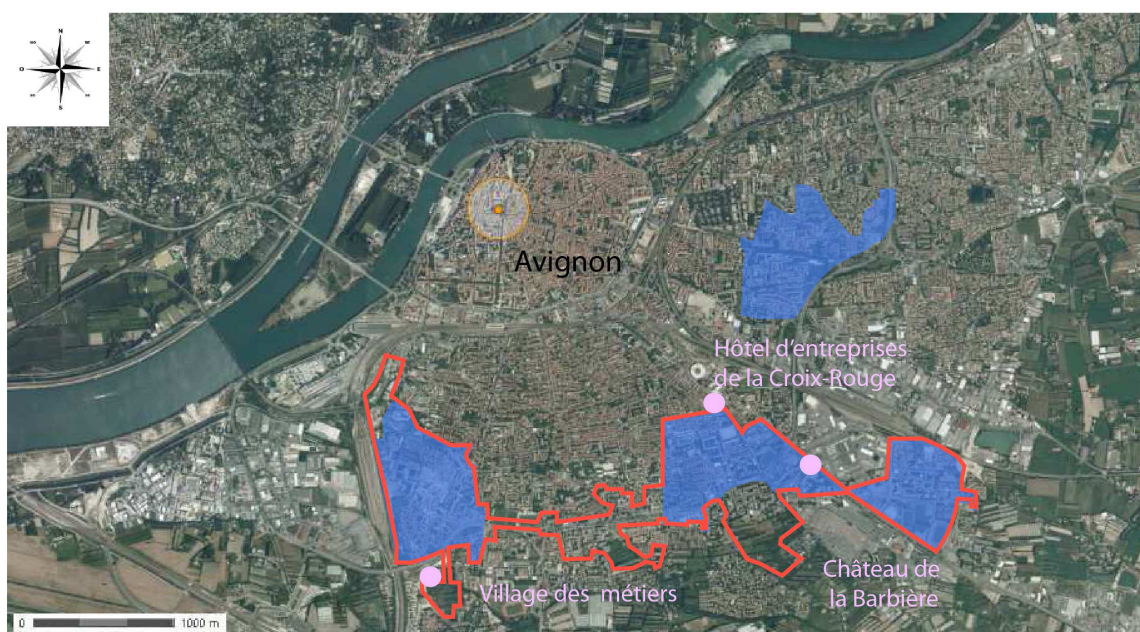 N
O
E
S
Avignon
Hôtel d'entreprises
de la Croix-Rouge
Château de
la Barbière
Village des métiers
0 1000 m